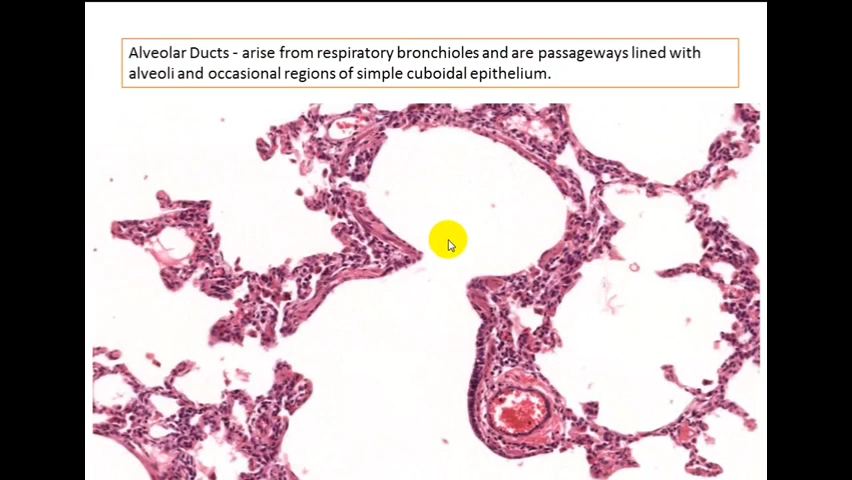 Alveolar Ducts - arise from respiratory bronchioles and are passageways lined with
alveoli and occasional regions of simple cuboidal epithelium.